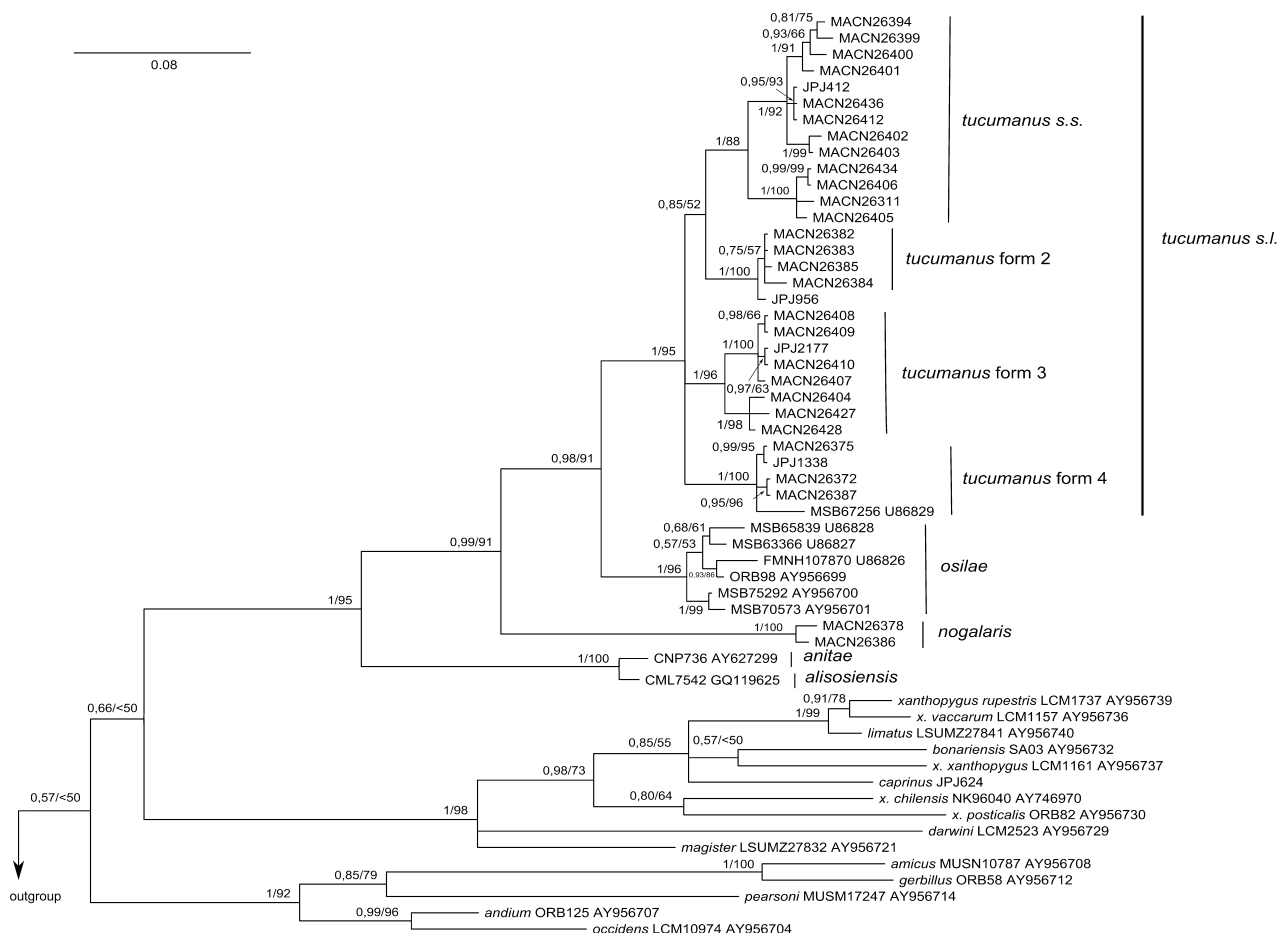 0,81/75
MACN26394
0,93/66
MACN26399
1/91
MACN26400
MACN26401
0.08
0,95/93
JPJ412
MACN26436
1/92
MACN26412
tucumanus s.s.
MACN26402
1/88
1/99
MACN26403
0,99/99
MACN26434
MACN26406
1/100
MACN26311
0,85/52
MACN26405
MACN26382
tucumanus s.l.
0,75/57
MACN26383
tucumanus form 2
1/100
MACN26385
MACN26384
JPJ956
0,98/66
MACN26408
MACN26409
1/100
JPJ2177
1/95
MACN26410
tucumanus form 3
1/96
MACN26407
0,97/63
MACN26404
MACN26427
1/98
MACN26428
0,99/95
MACN26375
0,98/91
JPJ1338
1/100
MACN26372
tucumanus form 4
0,95/96
MACN26387
MSB67256 U86829
0,68/61
MSB65839 U86828
0,99/91
0,57/53
MSB63366 U86827
FMNH107870 U86826
osilae
1/96
0,93/86
ORB98 AY956699
MSB75292 AY956700
1/95
1/99
MSB70573 AY956701
1/100
MACN26378
nogalaris
MACN26386
1/100
CNP736 AY627299
anitae
CML7542 GQ119625
alisosiensis
0,91/78
xanthopygus rupestris LCM1737 AY956739
0,66/<50
1/99
x. vaccarum LCM1157 AY956736
limatus LSUMZ27841 AY956740
0,85/55
0,57/<50
bonariensis SA03 AY956732
0,98/73
x. xanthopygus LCM1161 AY956737
caprinus JPJ624
0,57/<50
0,80/64
x. chilensis NK96040 AY746970
1/98
x. posticalis ORB82 AY956730
darwini LCM2523 AY956729
magister LSUMZ27832 AY956721
1/100
amicus MUSN10787 AY956708
0,85/79
gerbillus ORB58 AY956712
outgroup
1/92
pearsoni MUSM17247 AY956714
0,99/96
andium ORB125 AY956707
occidens LCM10974 AY956704